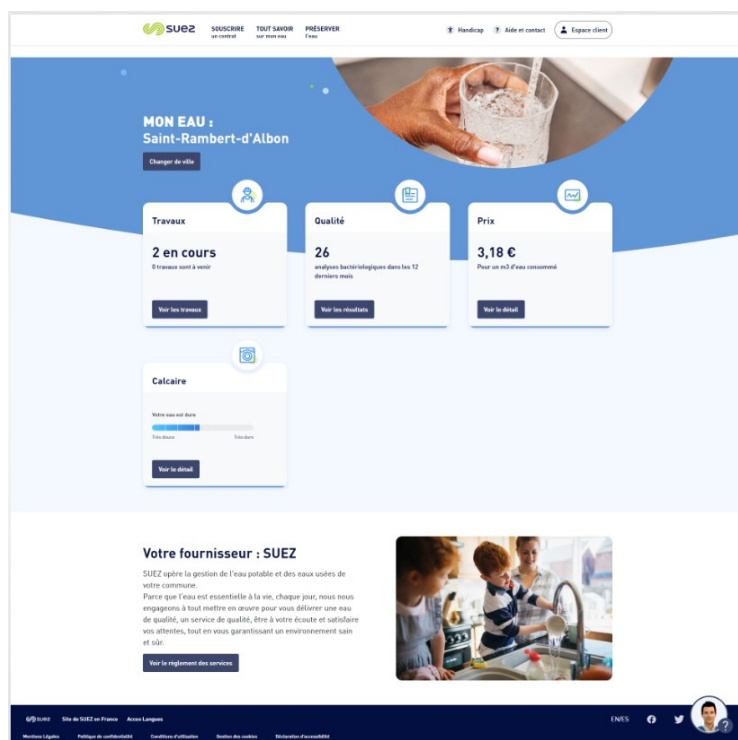 suez
SOUSCRIRE
un contrat
TOUT SAVOIR
sur mon eau
PRÉSERVER
l'eau
Handicap
Aide et contact
Espace client
MON EAU :
Saint-Rambert-d'Albon
Changer de ville
Travaux
2 en cours
0 travaux sont à venir
Voir les travaux
Qualité
26
analyses bactériologiques dans les 12
derniers mois
Voir les résultats
Prix
3,18 €
Pour un m3 d'eau consommé
Voir le détail
Calcaire
Votre eau est dure
Très douce
Très dure
Voir le détail
Votre fournisseur : SUEZ
SUEZ opère la gestion de l'eau potable et des eaux usées de
votre commune.
Parce que l'eau est essentielle à la vie, chaque jour, nous nous
engageons à tout mettre en œuvre pour vous délivrer une eau
de qualité, un service de qualité, être à votre écoute et satisfaire
vos attentes, tout en vous garantissant un environnement sain
et sûr.
Voir le règlement des services
suez
Site de SUEZ en France
Acceo Langues
EN/ES
?
Mentions Légales
Politique de confidentialité
Conditions d'utilisation
Gestion des cookies
Déclaration d'accessibilité